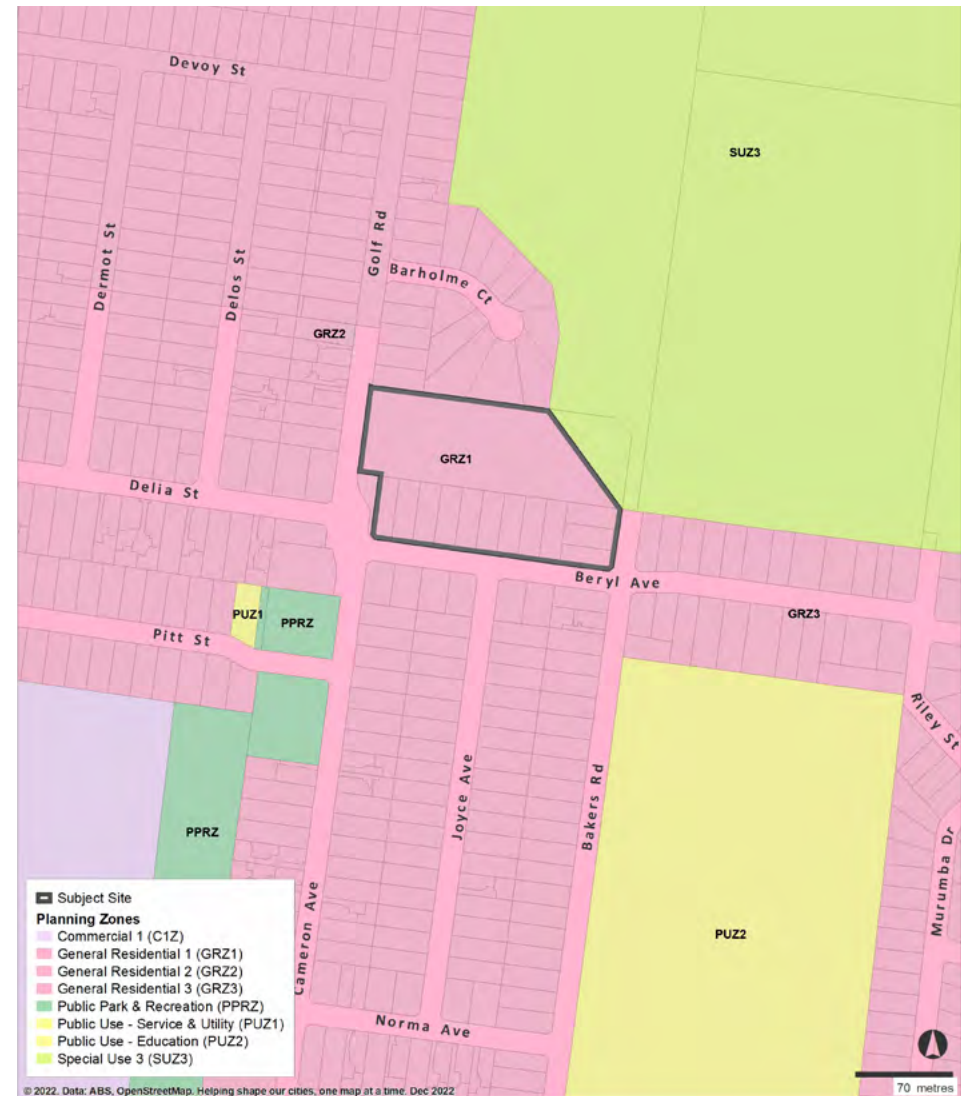 Devoy St
SUZ3
Dermot St
Delos St
Golf Rd
Barholme Ct
GRZ2
GRZ1
Delia St
Beryl Ave
PUZ1
PPRZ
GRZ3
Pitt St
Riley St
Joyce Ave
Bakers Rd
PPRZ
Murumba Dr
Cameron Ave
PUZ2
Norma Ave
Subject Site
Planning Zones
Commercial 1 (C1Z)
General Residential 1 (GRZ1)
General Residential 2 (GRZ2)
General Residential 3 (GRZ3)
Public Park & Recreation (PPRZ)
Public Use - Service & Utility (PUZ1)
Public Use - Education (PUZ2)
Special Use 3 (SUZ3)
70 metres
© 2022. Data: ABS, OpenStreetMap. Helping shape our cities, one map at a time. Dec 2022